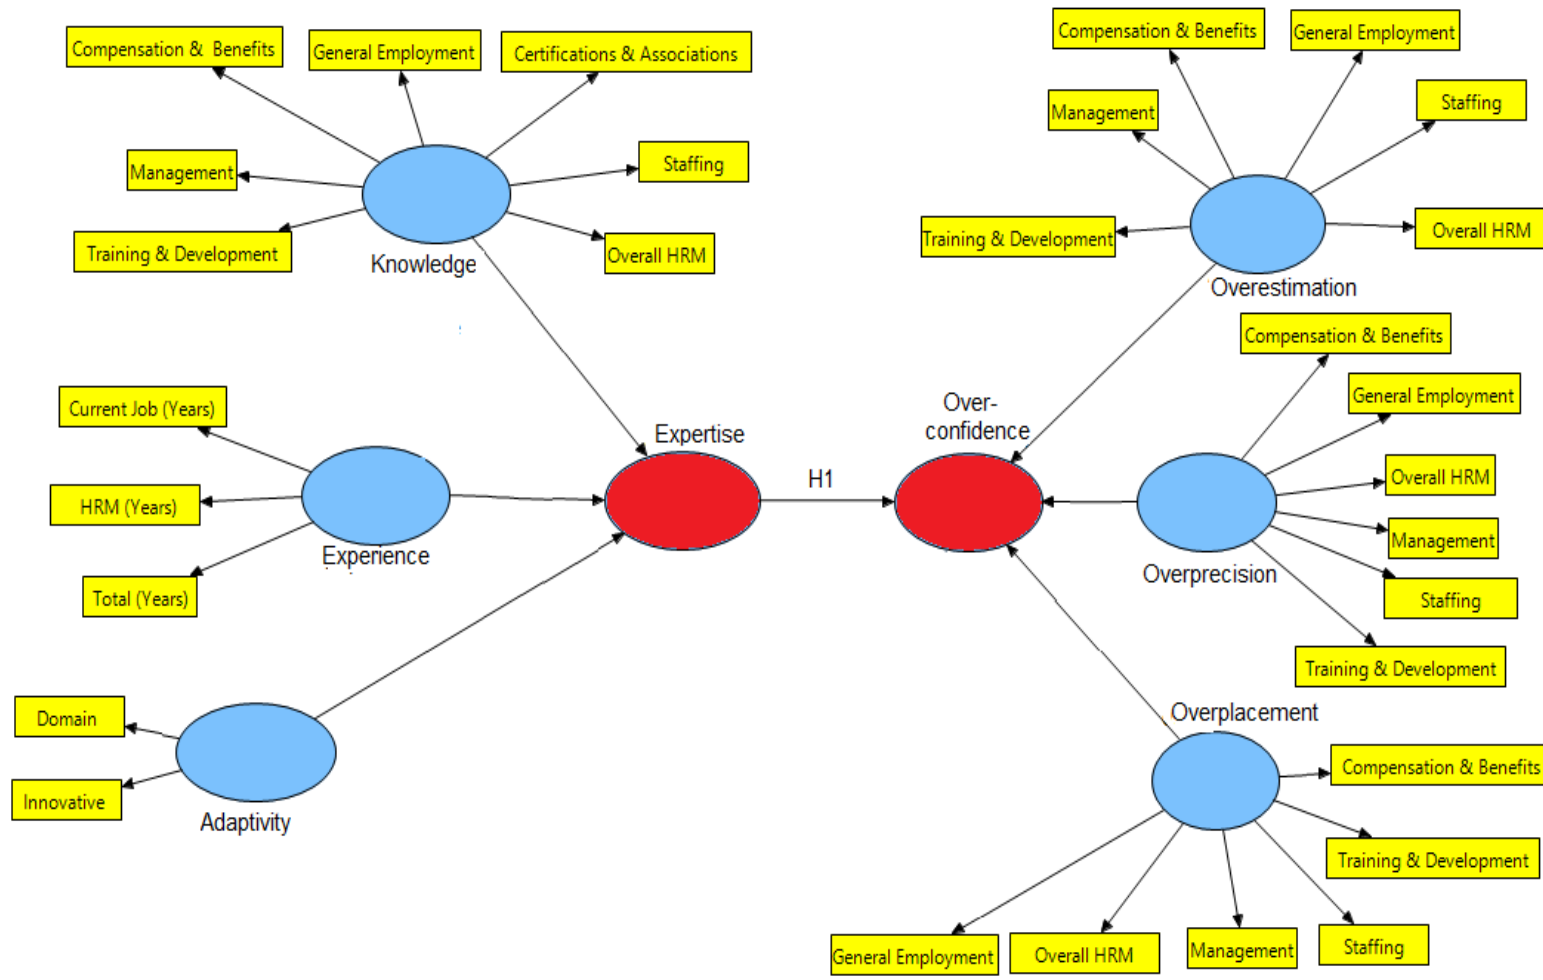 Compensation & Benefits
General Employment
Certifications & Associations
Management
Staffing
Training & Development
Overall HRM
Knowledge
Compensation & Benefits
General Employment
Management
Staffing
Training & Development
Overall HRM
Overestimation
Current Job (Years)
HRM (Years)
Total (Years)
Experience
Expertise
H1
Over-
confidence
Compensation & Benefits
General Employment
Overall HRM
Management
Staffing
Training & Development
Overprecision
Domain
Innovative
Adaptivity
Overplacement
Compensation & Benefits
Training & Development
General Employment
Overall HRM
Management
Staffing